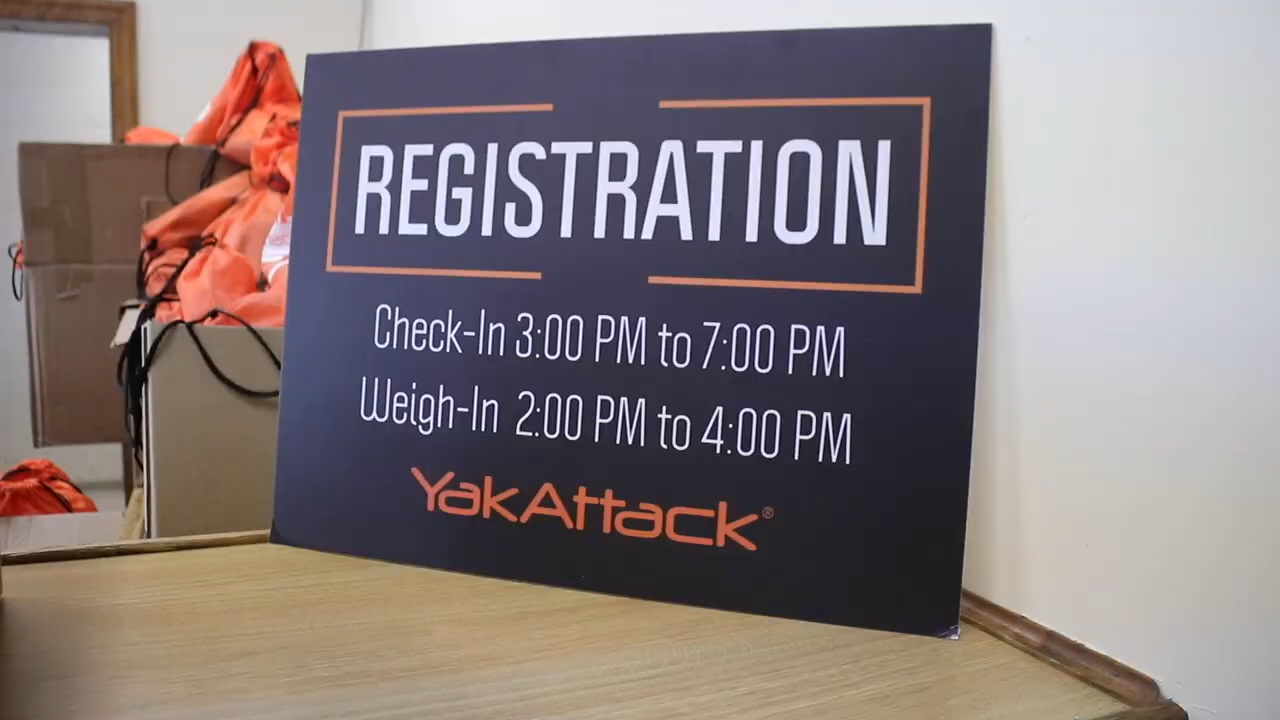 REGISTRATION
Check-In 3:00 PM to 7:00 PM
Weigh-In 2:00 PM to 4:00 PM
YakAttack®